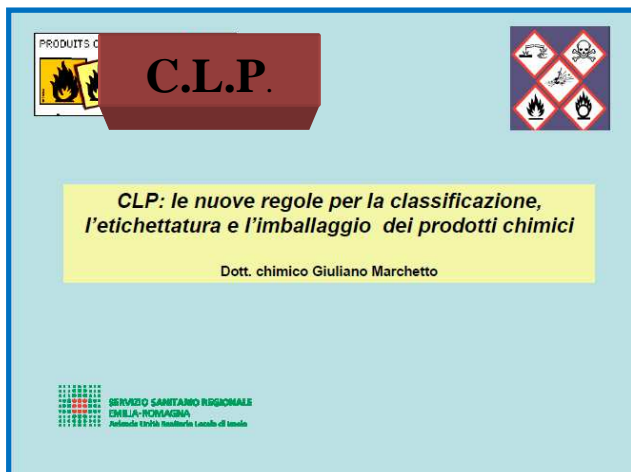 PRODUITS C
C.L.P.
CLP: le nuove regole per la classificazione,
l'etichettatura e l'imballaggio dei prodotti chimici
Dott. chimico Giuliano Marchetto
SERVIZIO SANITARIO REGIONALE
EMILIA-ROMAGNA
Azienda Unità Sanitaria Locale di Imola